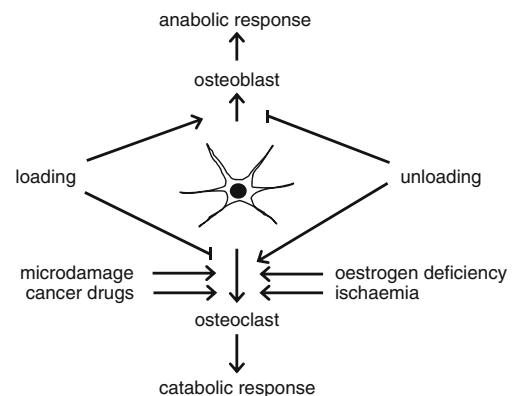 anabolic response
osteoblast
loading
unloading
microdamage
cancer drugs
oestrogen deficiency
ischaemia
osteoclast
catabolic response